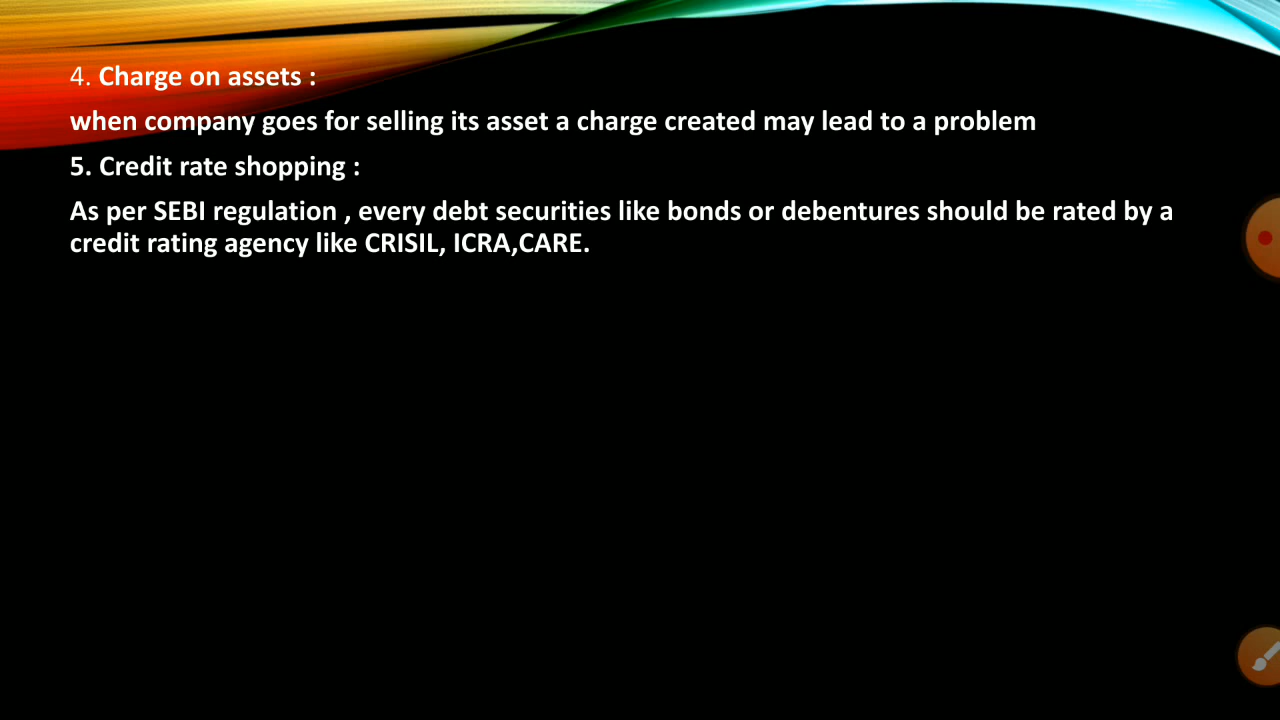 4. Charge on assets :
when company goes for selling its asset a charge created may lead to a problem
5. Credit rate shopping :
As per SEBI regulation , every debt securities like bonds or debentures should be rated by a
credit rating agency like CRISIL, ICRA,CARE.